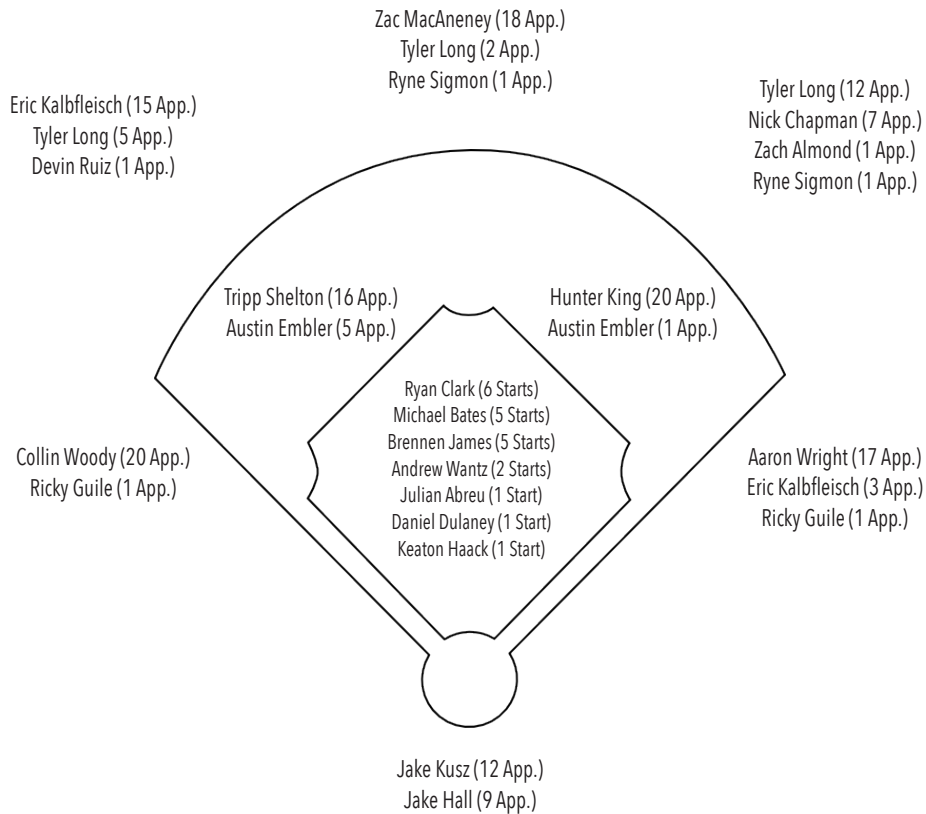 Zac MacAneney (18 App.)
Tyler Long (2 App.)
Ryne Sigmon (1 App.)
Eric Kalbfleisch (15 App.)
Tyler Long (5 App.)
Devin Ruiz (1 App.)
Tyler Long (12 App.)
Nick Chapman (7 App.)
Zach Almond (1 App.)
Ryne Sigmon (1 App.)
Tripp Shelton (16 App.)
Austin Embler (5 App.)
Hunter King (20 App.)
Austin Embler (1 App.)
Ryan Clark (6 Starts)
Michael Bates (5 Starts)
Brennen James (5 Starts)
Andrew Wantz (2 Starts)
Julian Abreu (1 Start)
Daniel Dulaney (1 Start)
Keaton Haack (1 Start)
Collin Woody (20 App.)
Ricky Guile (1 App.)
Aaron Wright (17 App.)
Eric Kalbfleisch (3 App.)
Ricky Guile (1 App.)
Jake Kusz (12 App.)
Jake Hall (9 App.)